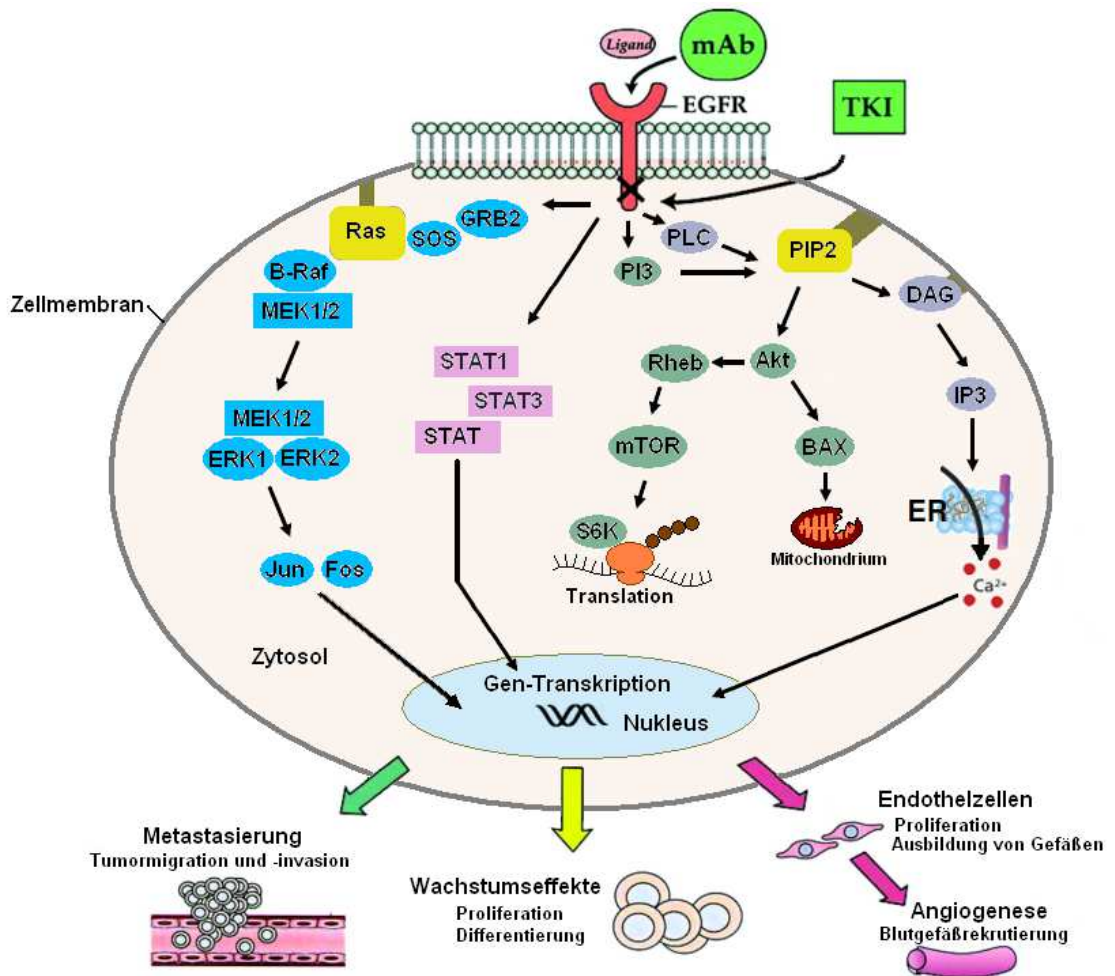 Ligand
mAb
EGFR
TKI
GRB2
SOS
Ras
B-Raf
MEK1/2
PLC
PI3
PIP2
DAG
Zellmembran
STAT1
STAT3
STAT
Rheb
Akt
IP3
MEK1/2
ERK1
ERK2
mTOR
BAX
ER
S6K
Mitochondrium
Jun
Fos
Translation
Ca²⁺
Zytosol
Gen-Transkription
Nukleus
Metastasierung
Tumormigration und -invasion
Wachstumseffekte
Proliferation
Differentierung
Endothelzellen
Proliferation
Ausbildung von Gefäßen
Angiogenese
Blutgefäßrekrutierung